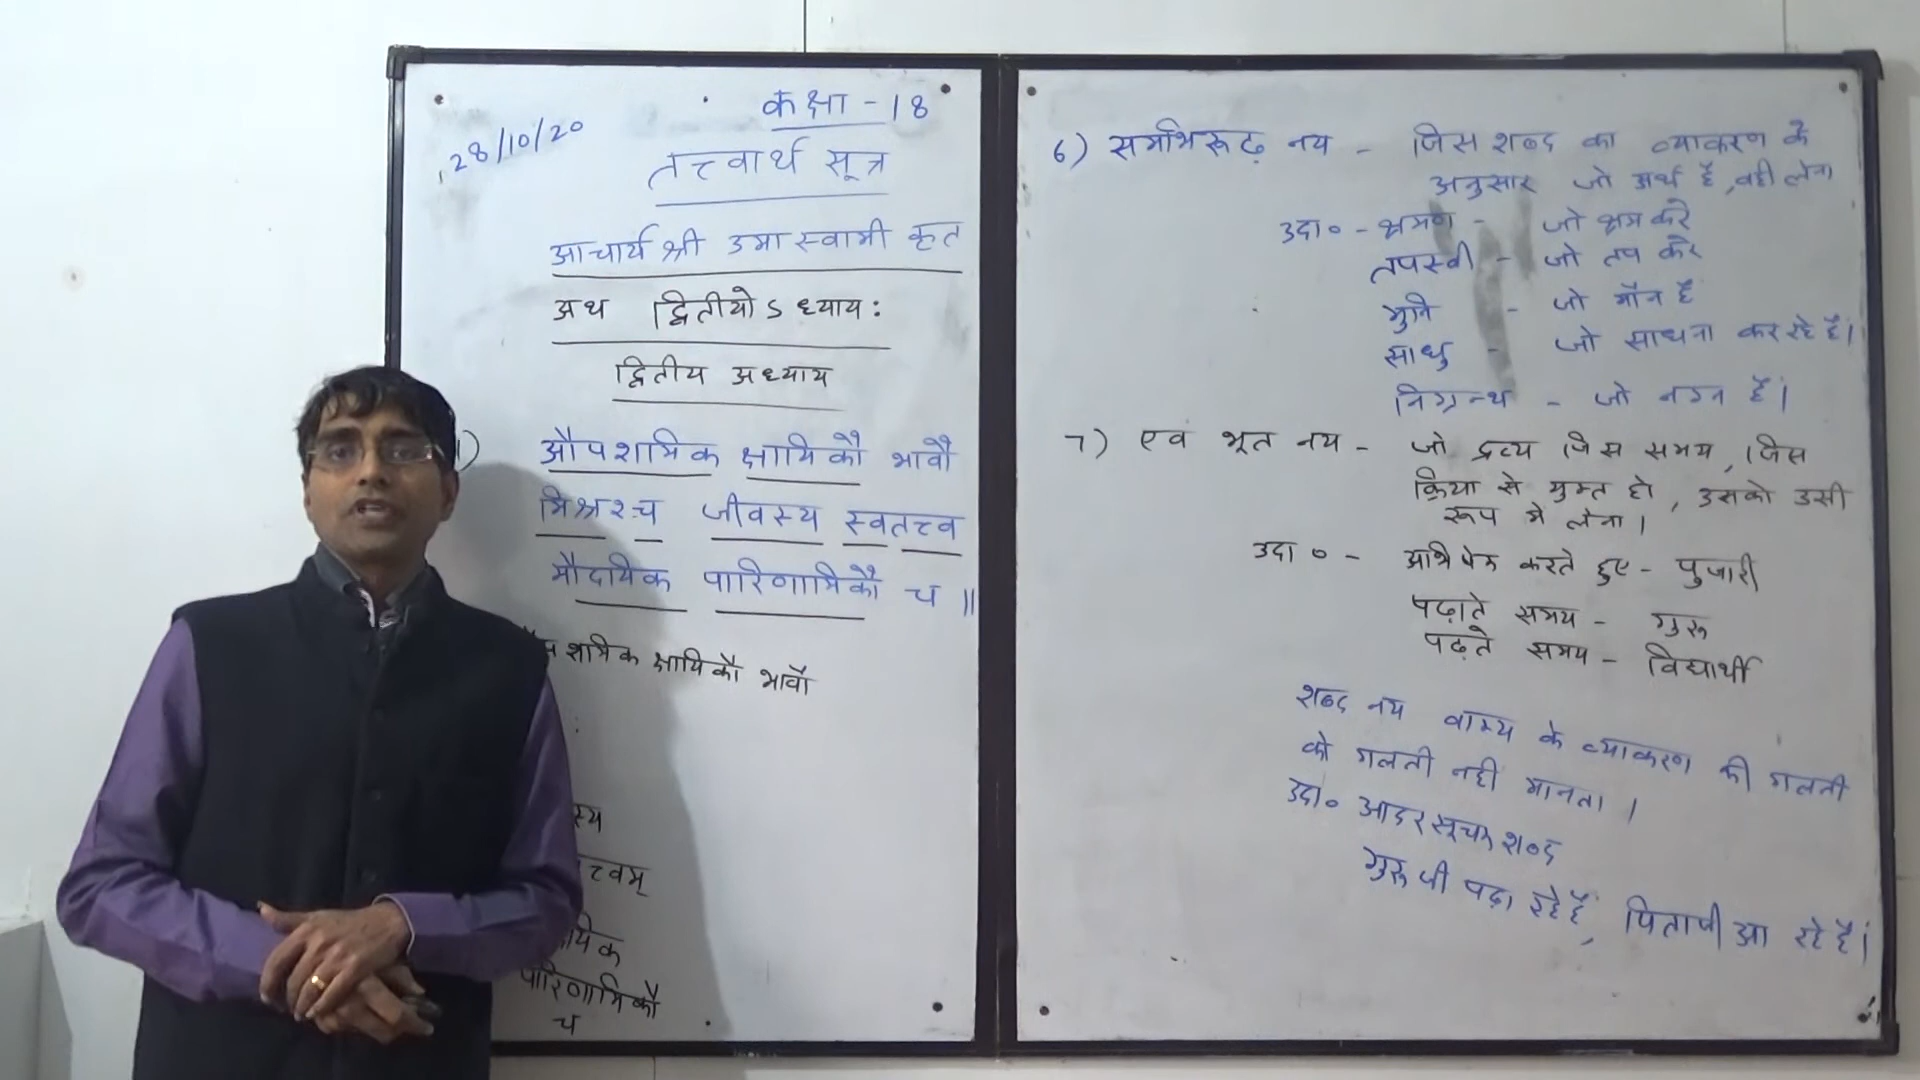 28/10/20
कक्षा - 18
तत्त्वार्थ सूत्र
आचार्य श्री उमास्वामी कृत
अथ द्वितीयोऽध्यायः
द्वितीय अध्याय
1) औपशमिक क्षायिकौ भावौ
मिश्रश्च जीवस्य स्वतत्त्व
मौदयिक पारिणामिकौ च ॥
शमिक क्षायिकौ भावौ
स्य
त्त्वम्
यिक
पारिणामिकौ
च
6) समभिरूढ़ नय - जिस शब्द का व्याकरण के
अनुसार जो अर्थ है, वही लेना
उदा० - श्रमण - जो श्रम करे
तपस्वी - जो तप करे
मुनि - जो मौन है
साधु - जो साधना कर रहे हैं।
निग्रन्थ - जो नग्न है।
7) एवं भूत नय - जो द्रव्य जिस समय, जिस
क्रिया से युक्त हो, उसको उसी
रूप मे लेना।
उदा० - अभिषेक करते हुए - पुजारी
पढ़ाते समय - गुरु
पढ़ते समय - विद्यार्थी
शब्द नय वाक्य के व्याकरण की गलती
को गलती नही मानता।
उदा० आदर सूचक शब्द
गुरु जी पढ़ा रहे हैं, पिताजी आ रहे हैं।